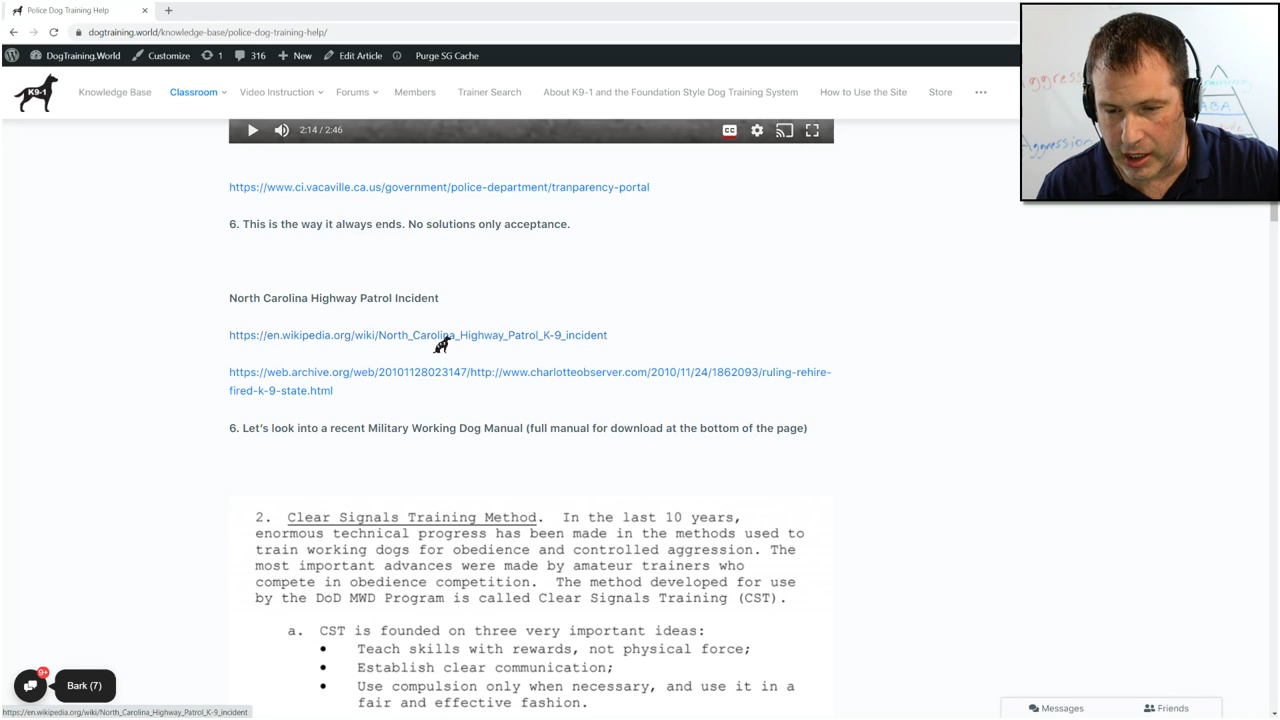 Police Dog Training Help
dogtraining.world/knowledge-base/police-dog-training-help/
DogTraining.World Customize 1 316 New Edit Article Purge SG Cache
K9-1 Knowledge Base Classroom Video Instruction Forums Members Trainer Search About K9-1 and the Foundation Style Dog Training System How to Use the Site Store
2:14 / 2:46 CC
https://www.ci.vacaville.ca.us/government/police-department/tranparency-portal
6. This is the way it always ends. No solutions only acceptance.
North Carolina Highway Patrol Incident
https://en.wikipedia.org/wiki/North_Carolina_Highway_Patrol_K-9_incident
https://web.archive.org/web/20101128023147/http://www.charlotteobserver.com/2010/11/24/1862093/ruling-rehire-
fired-k-9-state.html
6. Let’s look into a recent Military Working Dog Manual (full manual for download at the bottom of the page)
2. Clear Signals Training Method. In the last 10 years,
enormous technical progress has been made in the methods used to
train working dogs for obedience and controlled aggression. The
most important advances were made by amateur trainers who
compete in obedience competition. The method developed for use
by the DoD MWD Program is called Clear Signals Training (CST).
a. CST is founded on three very important ideas:
• Teach skills with rewards, not physical force;
• Establish clear communication;
• Use compulsion only when necessary, and use it in a
fair and effective fashion.
9+
Bark (7)
https://en.wikipedia.org/wiki/North_Carolina_Highway_Patrol_K-9_incident
Messages Friends
Aggress
ABA
Aggression